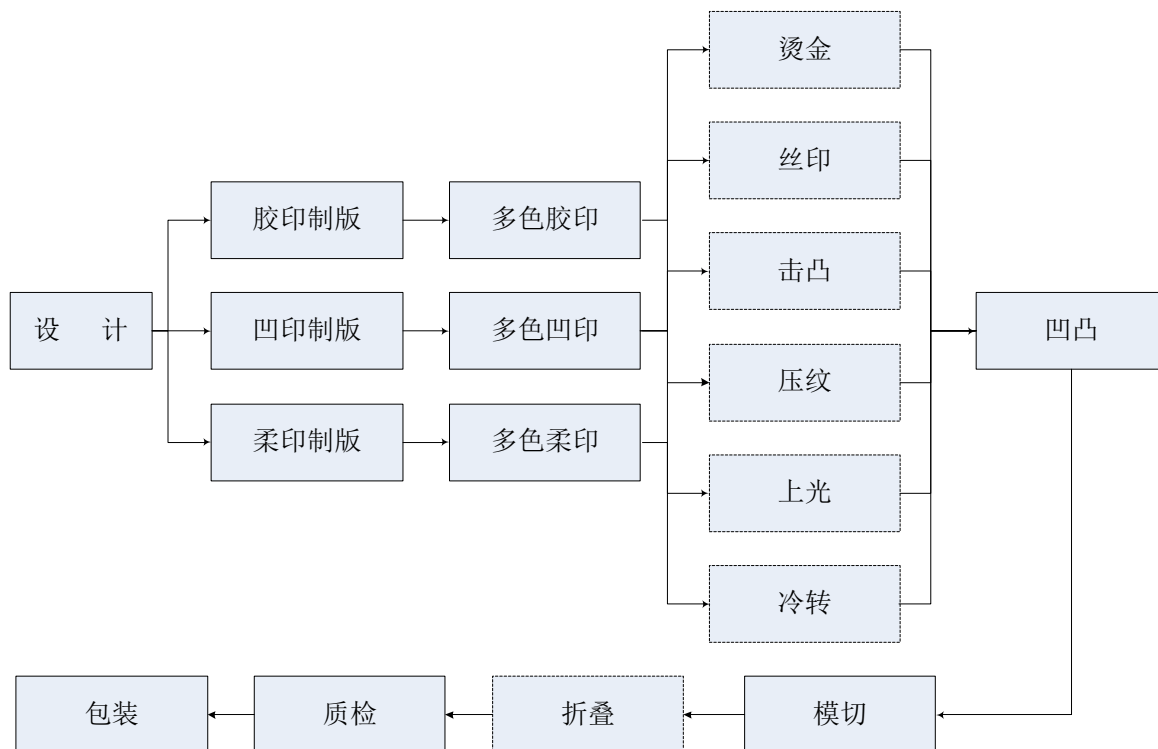 设 计
胶印制版
凹印制版
柔印制版
多色胶印
多色凹印
多色柔印
烫金
丝印
击凸
压纹
上光
冷转
凹凸
模切
折叠
质检
包装